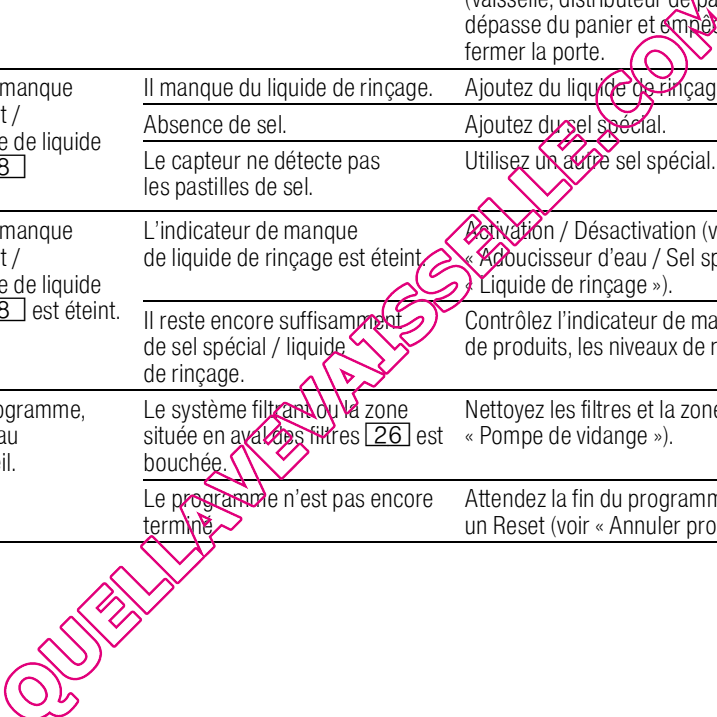 (vaisselle, distributeur de
dépasse du panier et
fermer la porte.
manque
t /
e de liquide
8
Il manque du liquide de rinçage.
Ajoutez du liquide de rinçag
Absence de sel.
Ajoutez du sel spécial.
Le capteur ne détecte pas
les pastilles de sel.
Utilisez un autre sel spécial.
manque
t /
e de liquide
8 est éteint.
L’indicateur de manque
de liquide de rinçage est éteint.
Activation / Désactivation (v
« Adoucisseur d’eau / Sel sp
« Liquide de rinçage »).
Il reste encore suffisamment
de sel spécial / liquide
de rinçage.
Contrôlez l’indicateur de ma
de produits, les niveaux de r
ogramme,
au
il.
Le système filtrant ou la zone
située en aval des filtres 26 est
bouchée.
Nettoyez les filtres et la zone
« Pompe de vidange »).
Le programme n’est pas encore
terminé.
Attendez la fin du programm
un Reset (voir « Annuler pro
QUELLAVEVAISSELLE.COM